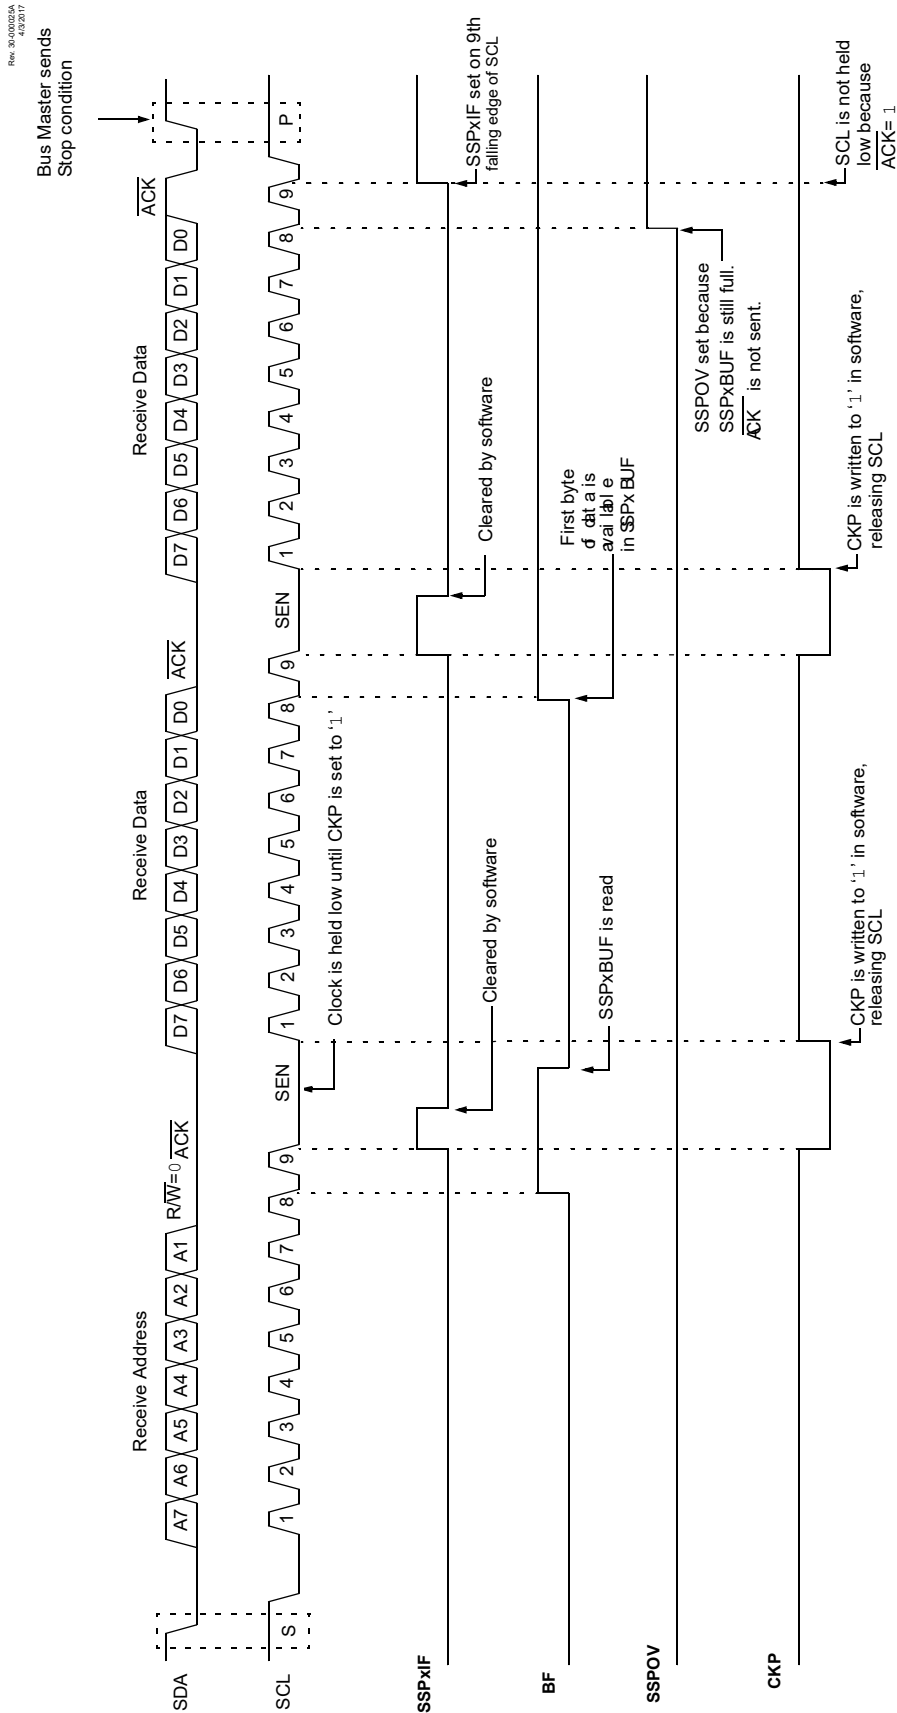 Rev. 30-000025A
4/3/2017
Bus Master sends
Stop condition
Receive Address
Receive Data
Receive Data
SDA
A7 A6 A5 A4 A3 A2 A1 R/W=0 ACK D7 D6 D5 D4 D3 D2 D1 D0 ACK D7 D6 D5 D4 D3 D2 D1 D0 ACK
SCL
S 1 2 3 4 5 6 7 8 9 SEN 1 2 3 4 5 6 7 8 9 SEN 1 2 3 4 5 6 7 8 9 P
Clock is held low until CKP is set to ‘1’
SSPxIF
Cleared by software
Cleared by software
SSPxIF set on 9th
falling edge of SCL
BF
SSPxBUF is read
First byte
of data is
available
in SSPxBUF
SSPOV
SSPOV set because
SSPxBUF is still full.
ACK is not sent.
CKP
CKP is written to ‘1’ in software,
releasing SCL
CKP is written to ‘1’ in software,
releasing SCL
SCL is not held
low because
ACK= 1